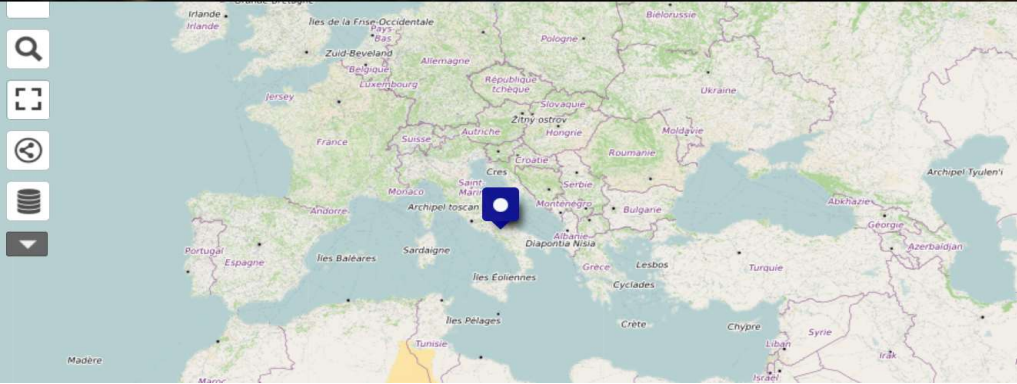 Irlande
Irlande
Îles de la Frise-Occidentale
Pays-
Bas
Pologne
Biélorussie
Zuid-Beveland
Belgique
Allemagne
Luxembourg
République
tchèque
Ukraine
Jersey
Slovaquie
Žitný ostrov
France
Suisse
Autriche
Hongrie
Moldavie
Croatie
Roumanie
Cres
Archipel Tyulen'i
Monaco
Saint
Marin
Serbie
Archipel toscan
Monténégro
Andorre
Bulgarie
Abkhazie
Géorgie
Albanie
Diapontia Nisia
Azerbaïdjan
Portugal
Espagne
Îles Baléares
Sardaigne
Grèce
Lesbos
Turquie
Îles Éoliennes
Cyclades
Îles Pélages
Crète
Chypre
Syrie
Tunisie
Liban
Irak
Madère
Israël
Maroc